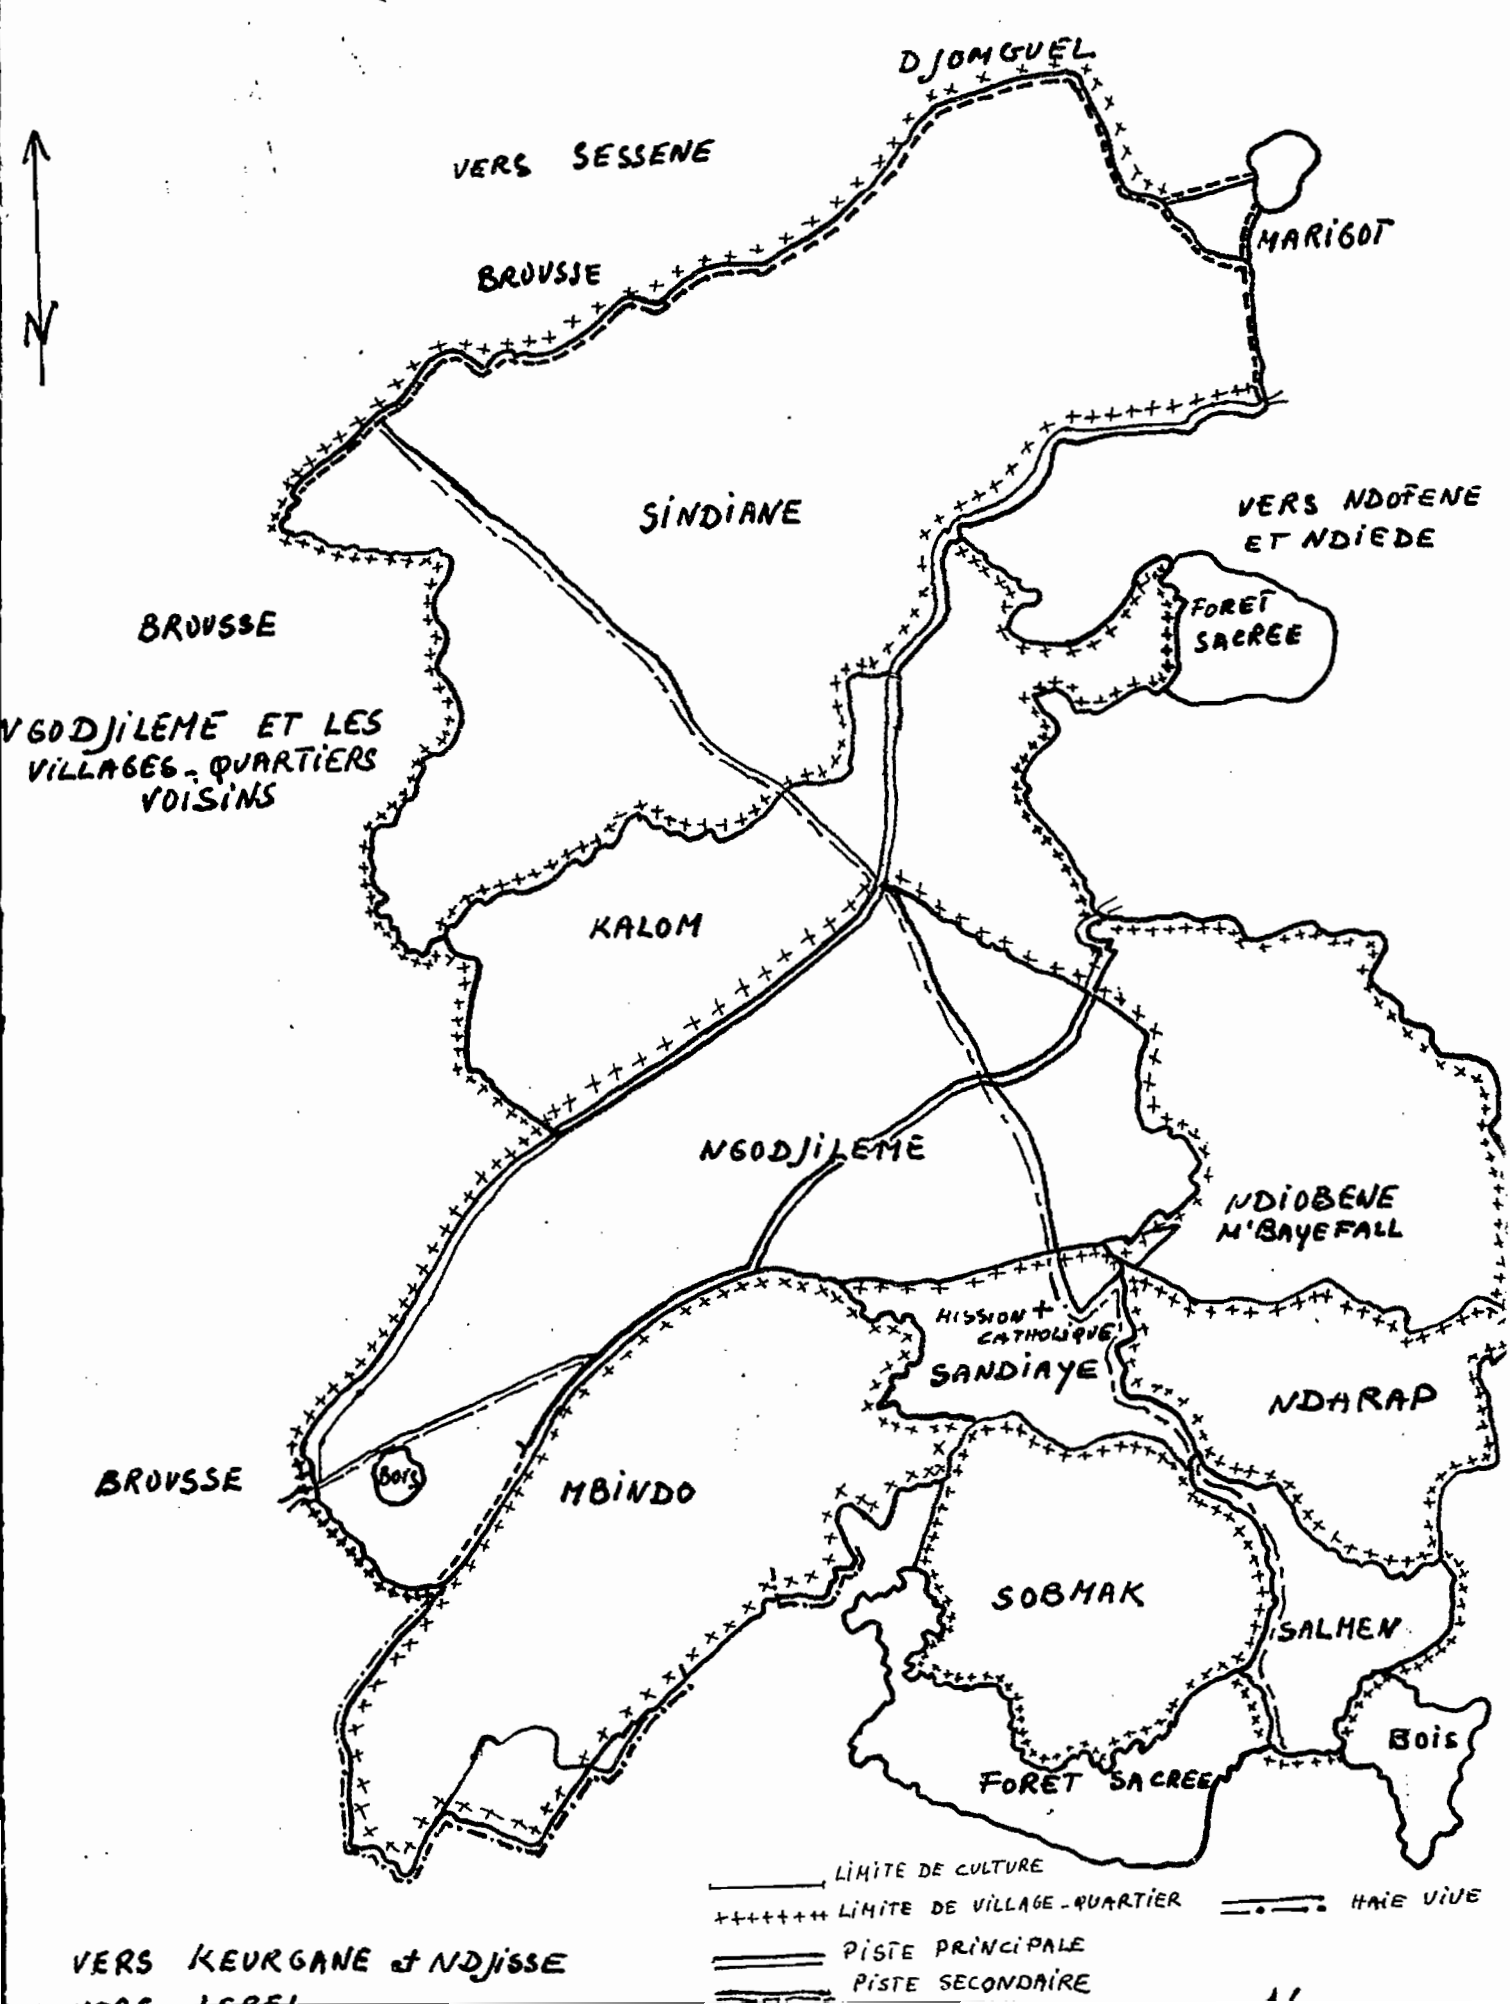 DJOMGUEL
VERS SESSENE
MARIGOT
BROUSSE
N
SINDIANE
VERS NDOFENE
ET NDIEDE
FORET
SACREE
BROUSSE
NGODJILEME ET LES
VILLAGES-QUARTIERS
VOISINS
KALOM
NGODJILEME
NDIOBENE
M'BAYEFALL
MISSION +
CATHOLIQUE
SANDIAYE
NDARAP
BROUSSE
Bois
MBINDO
SOBMAK
SALMEN
Bois
FORET SACREE
LIMITE DE CULTURE
LIMITE DE VILLAGE-QUARTIER
HAIE VIVE
PISTE PRINCIPALE
PISTE SECONDAIRE
VERS KEURGANE et NDJISSE